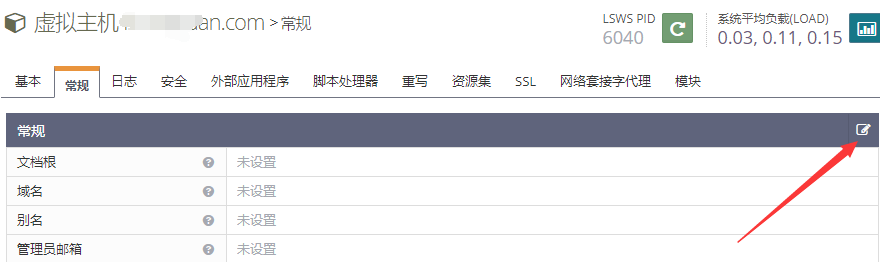 虚拟主机 an.com > 常规
LSWS PID
6040
系统平均负载(LOAD)
0.03, 0.11, 0.15
基本 常规 日志 安全 外部应用程序 脚本处理器 重写 资源集 SSL 网络套接字代理 模块
常规
文档根 未设置
域名 未设置
别名 未设置
管理员邮箱 未设置